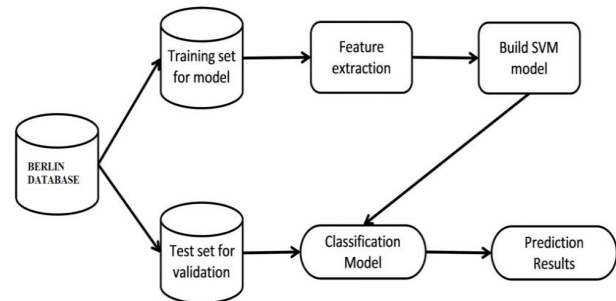 Training set
for model
Feature
extraction
Build SVM
model
BERLIN
DATABASE
Test set for
validation
Classification
Model
Prediction
Results